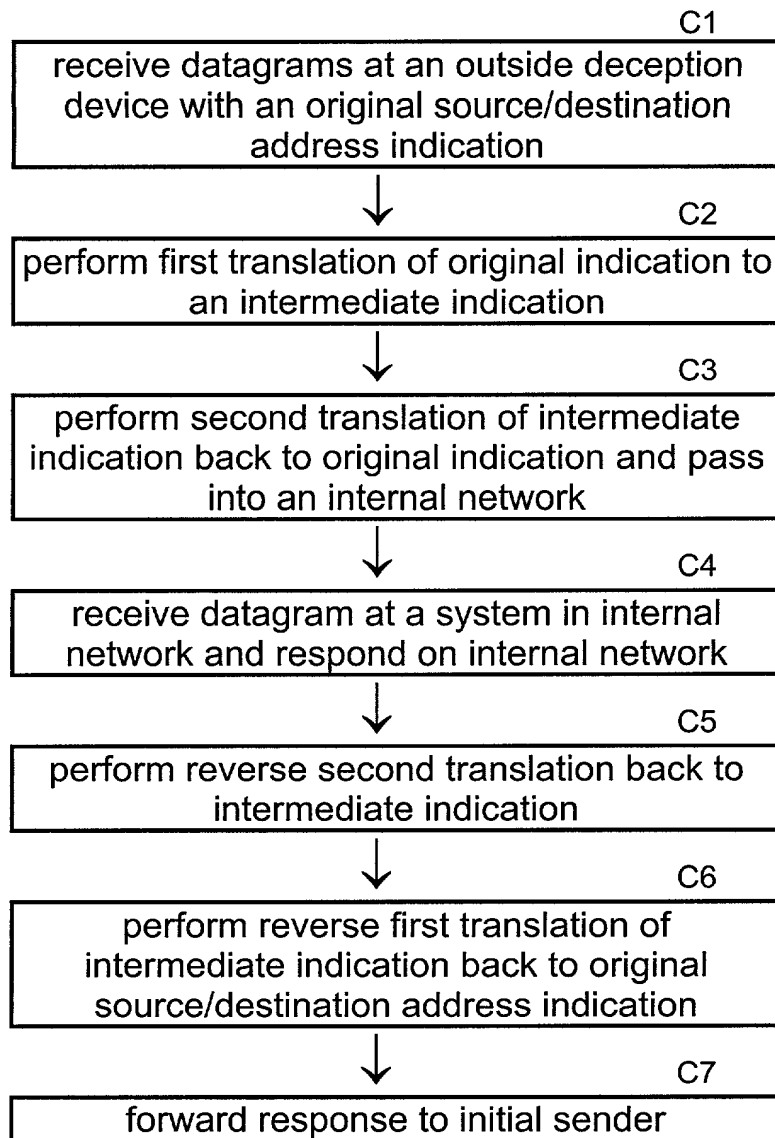 C1
receive datagrams at an outside deception
device with an original source/destination
address indication
C2
perform first translation of original indication to
an intermediate indication
C3
perform second translation of intermediate
indication back to original indication and pass
into an internal network
C4
receive datagram at a system in internal
network and respond on internal network
C5
perform reverse second translation back to
intermediate indication
C6
perform reverse first translation of
intermediate indication back to original
source/destination address indication
C7
forward response to initial sender